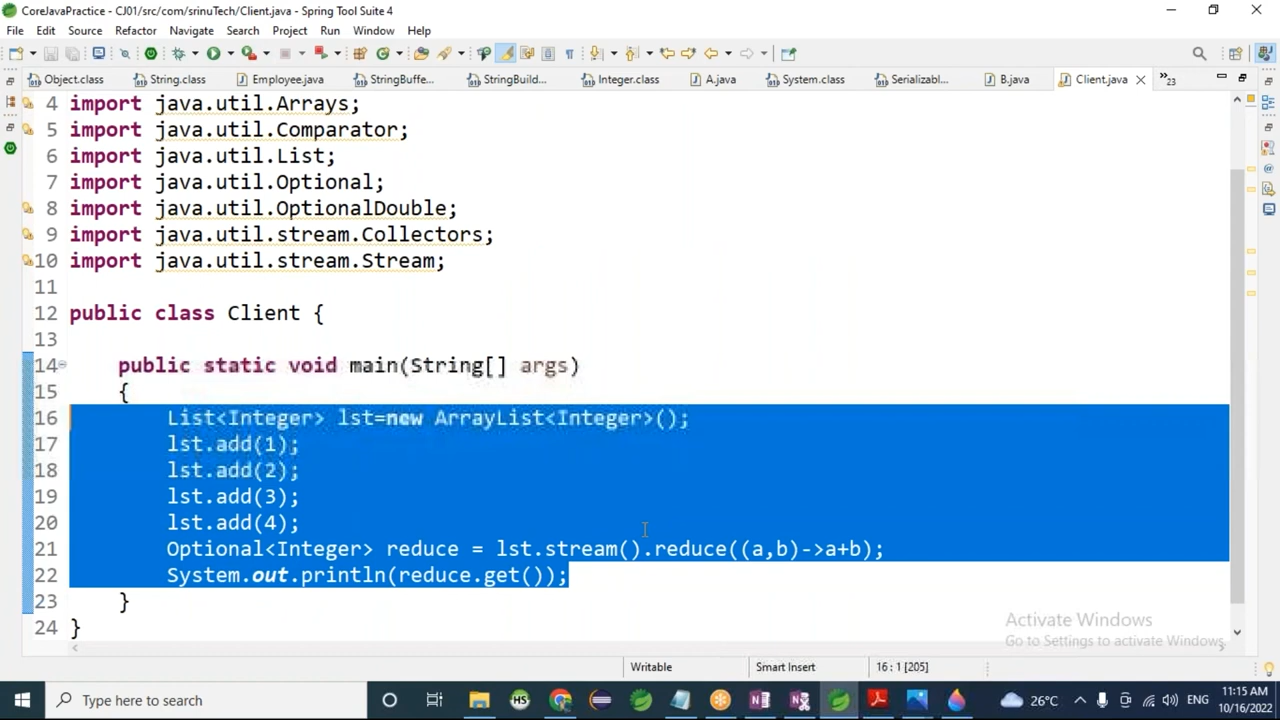 CoreJavaPractice - CJ01/src/com/srinuTech/Client.java - Spring Tool Suite 4
File Edit Source Refactor Navigate Search Project Run Window Help
Object.class String.class Employee.java StringBuffe... StringBuild... Integer.class A.java System.class Serializabl... B.java Client.java »23
4 import java.util.Arrays;
5 import java.util.Comparator;
6 import java.util.List;
7 import java.util.Optional;
8 import java.util.OptionalDouble;
9 import java.util.stream.Collectors;
10 import java.util.stream.Stream;
11
12 public class Client {
13
14 public static void main(String[] args)
15 {
16 List<Integer> lst=new ArrayList<Integer>();
17 lst.add(1);
18 lst.add(2);
19 lst.add(3);
20 lst.add(4);
21 Optional<Integer> reduce = lst.stream().reduce((a,b)->a+b);
22 System.out.println(reduce.get());
23 }
24 }
Activate Windows
Go to Settings to activate Windows.
Writable Smart Insert 16 : 1 [205]
Type here to search HS 26°C ENG 11:15 AM
10/16/2022